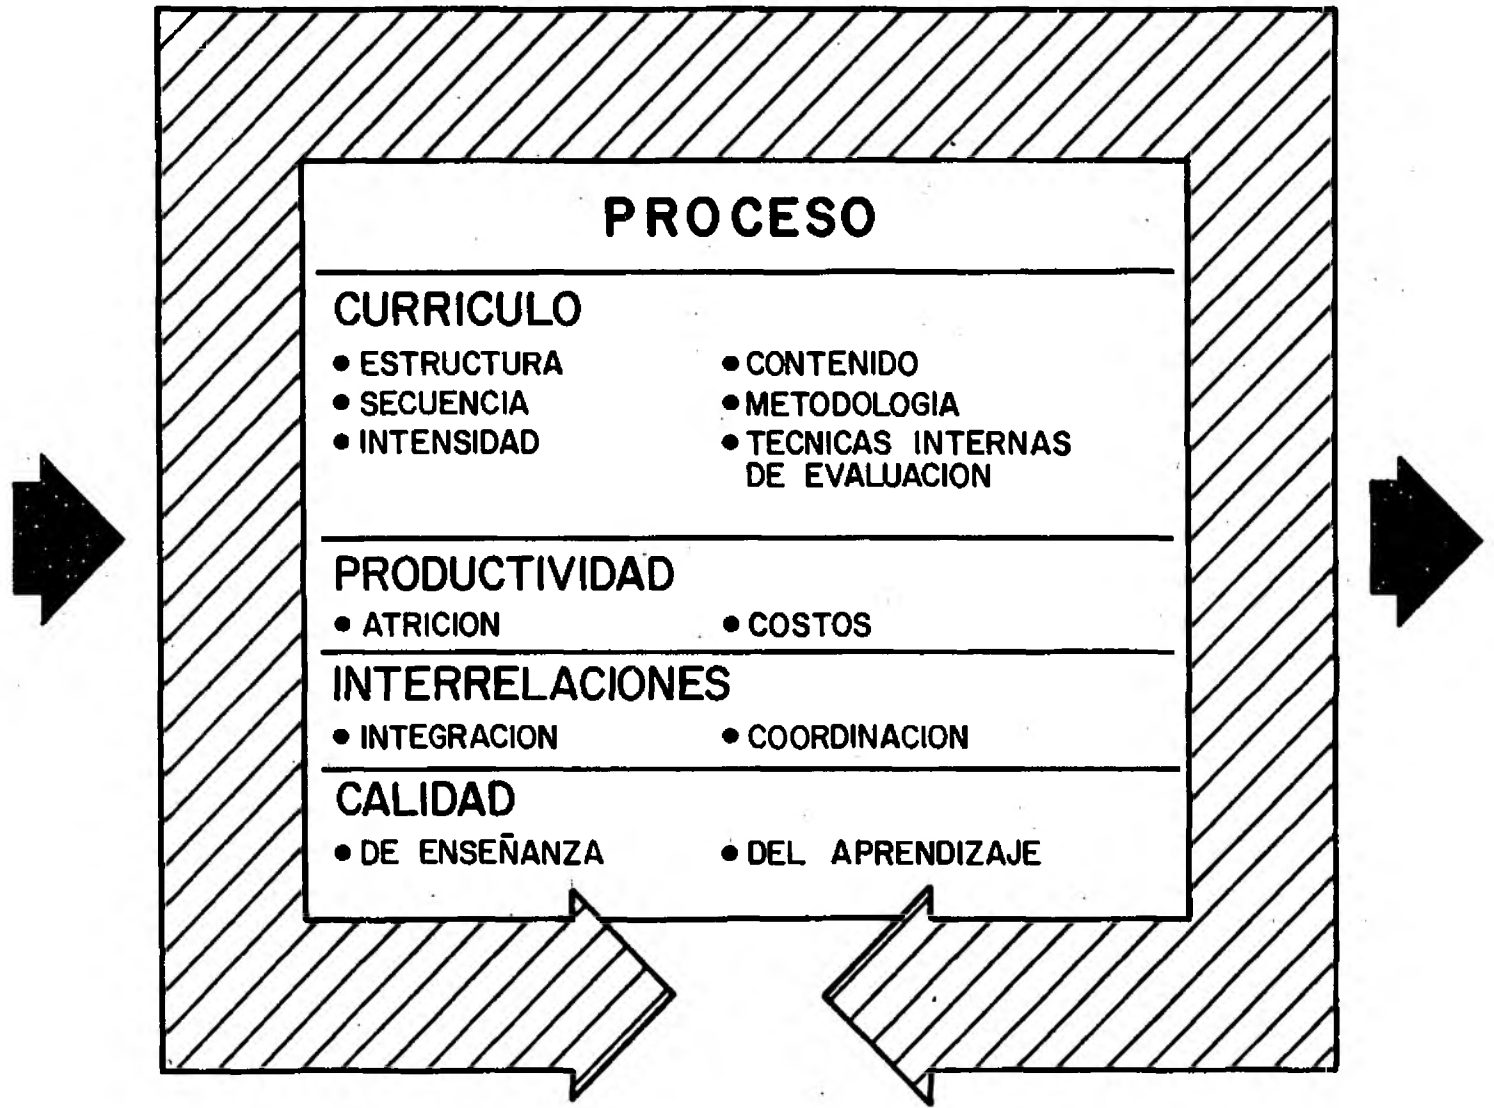 PROCESO
CURRICULO
• ESTRUCTURA
• CONTENIDO
• SECUENCIA
• METODOLOGIA
• INTENSIDAD
• TECNICAS INTERNAS
DE EVALUACION
PRODUCTIVIDAD
• ATRICION
• COSTOS
INTERRELACIONES
• INTEGRACION
• COORDINACION
CALIDAD
• DE ENSEÑANZA
• DEL APRENDIZAJE